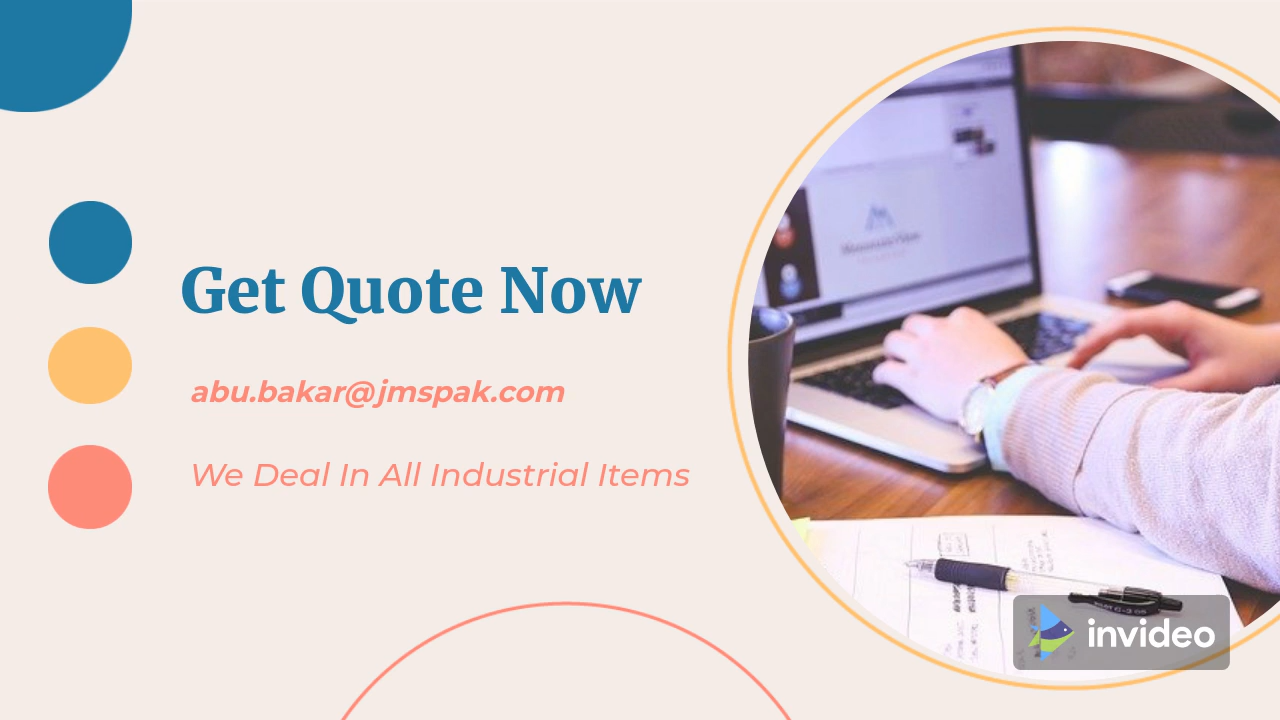 Get Quote Now
abu.bakar@jmspak.com
We Deal In All Industrial Items
invideo